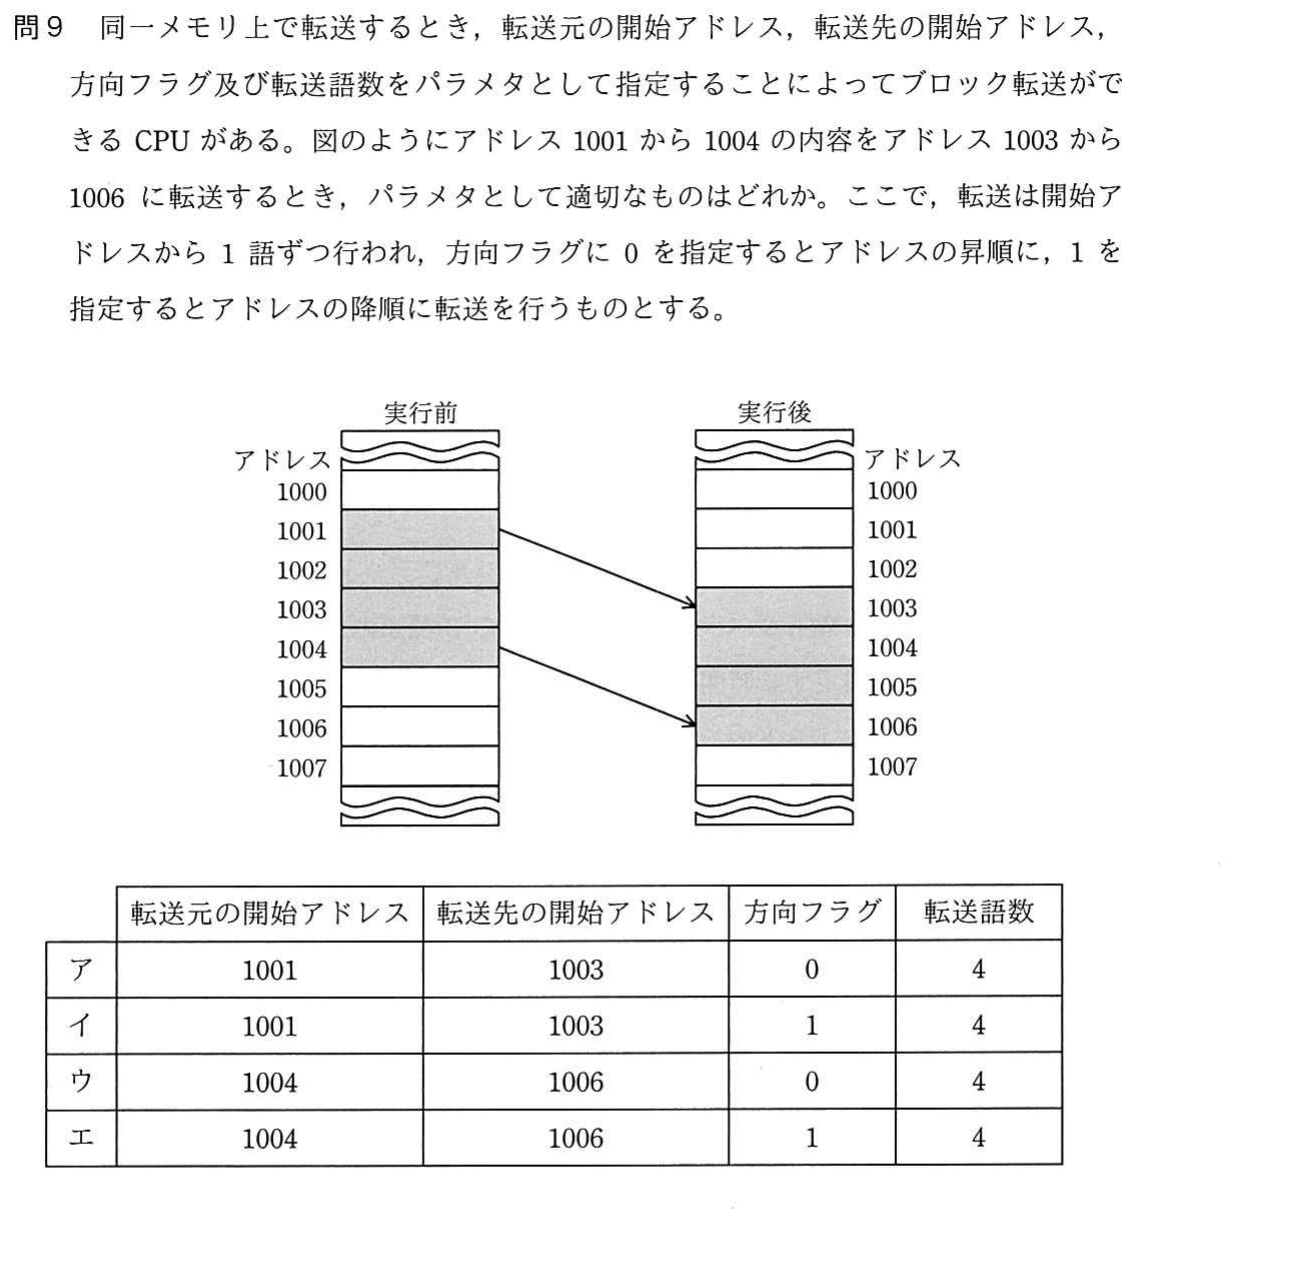 問9 同一メモリ上で転送するとき，転送元の開始アドレス，転送先の開始アドレス，
方向フラグ及び転送語数をパラメタとして指定することによってブロック転送がで
きる CPU がある。図のようにアドレス 1001 から 1004 の内容をアドレス 1003 から
1006 に転送するとき，パラメタとして適切なものはどれか。ここで，転送は開始ア
ドレスから 1 語ずつ行われ，方向フラグに 0 を指定するとアドレスの昇順に，1 を
指定するとアドレスの降順に転送を行うものとする。
実行前 実行後
アドレス アドレス
1000 1000
1001 1001
1002 1002
1003 1003
1004 1004
1005 1005
1006 1006
1007 1007
転送元の開始アドレス 転送先の開始アドレス 方向フラグ 転送語数
ア 1001 1003 0 4
イ 1001 1003 1 4
ウ 1004 1006 0 4
エ 1004 1006 1 4